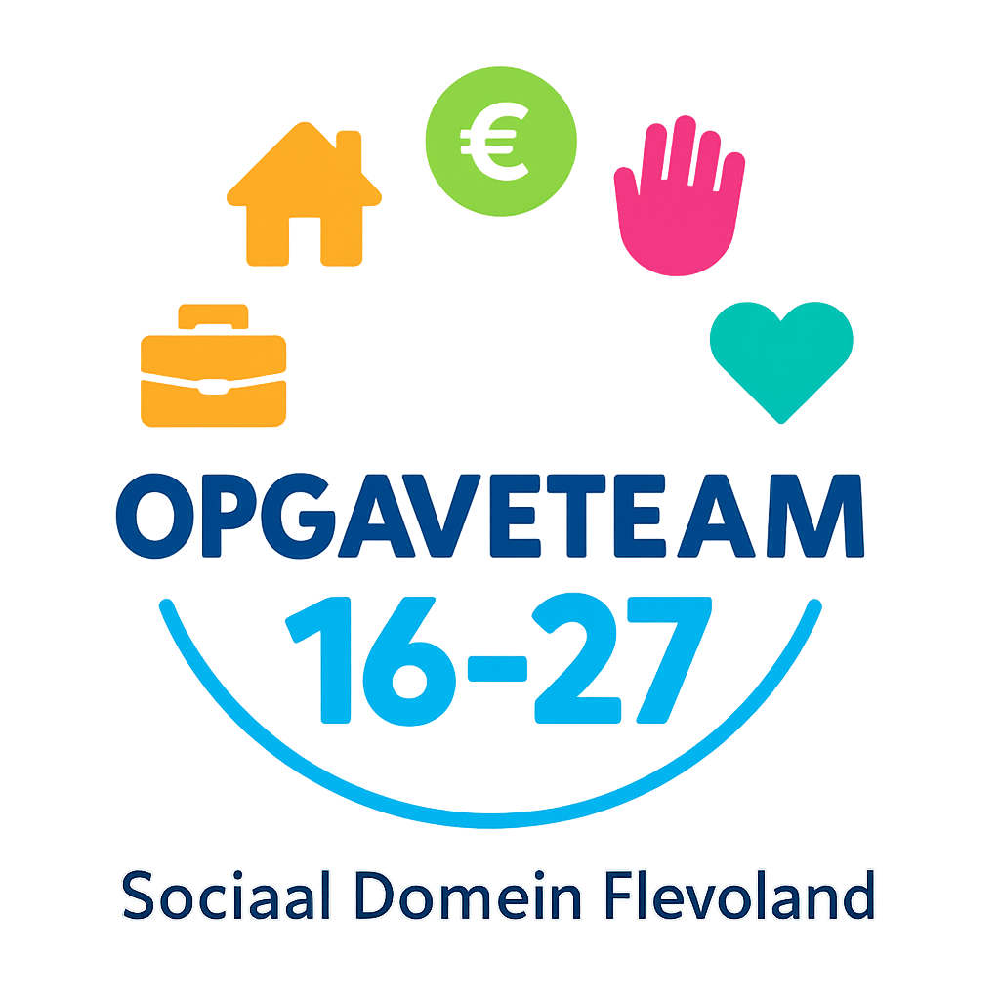 €
OPGAVETEAM
16-27
Sociaal Domein Flevoland